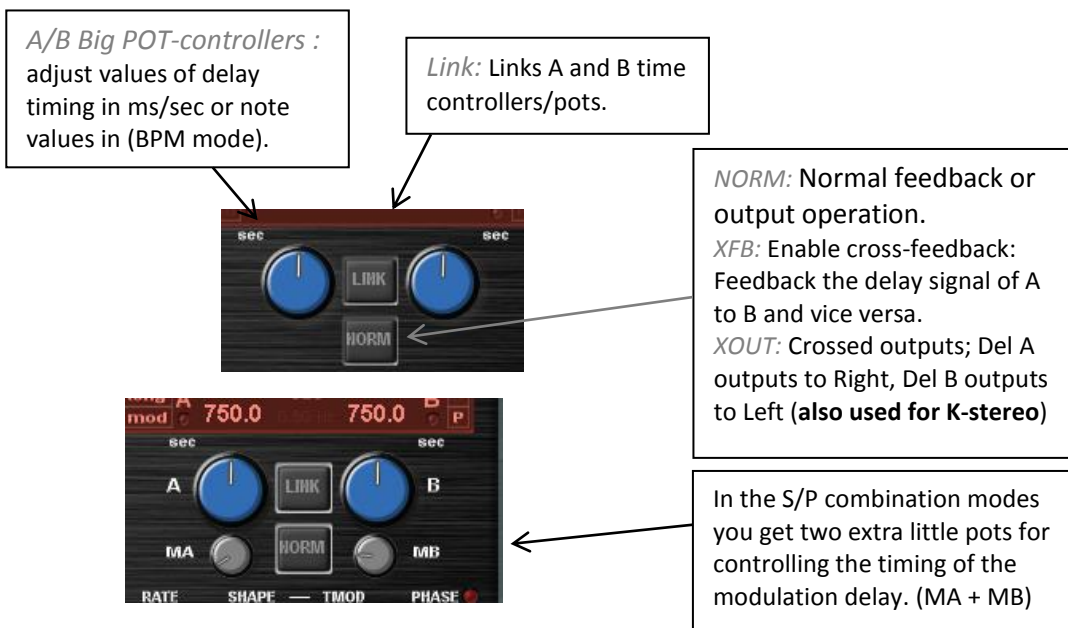 A/B Big POT-controllers :
adjust values of delay
timing in ms/sec or note
values in (BPM mode).
Link: Links A and B time
controllers/pots.
NORM: Normal feedback or
output operation.
XFB: Enable cross-feedback:
Feedback the delay signal of A
to B and vice versa.
XOUT: Crossed outputs; Del A
outputs to Right, Del B outputs
to Left (also used for K-stereo)
sec sec
LINK
NORM
A B
mod 750.0 750.0 P
sec sec
A LINK B
MA NORM MB
RATE SHAPE — TMOD PHASE
In the S/P combination modes
you get two extra little pots for
controlling the timing of the
modulation delay. (MA + MB)